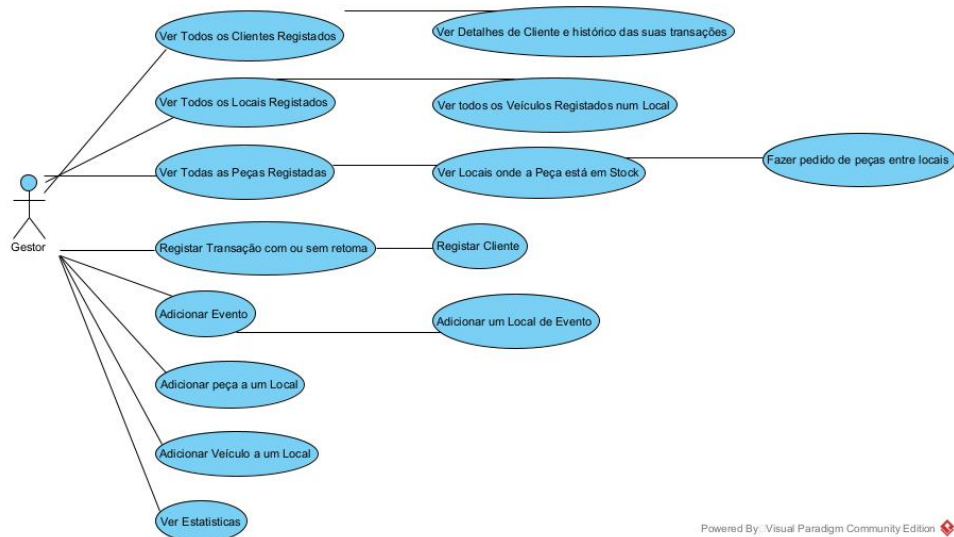 Ver Todos os Clientes Registados
Ver Detalhes de Cliente e histórico das suas transações
Ver Todos os Locais Registados
Ver todos os Veículos Registados num Local
Ver Todas as Peças Registadas
Ver Locais onde a Peça está em Stock
Fazer pedido de peças entre locais
Gestor
Registar Transação com ou sem retoma
Registar Cliente
Adicionar Evento
Adicionar um Local de Evento
Adicionar peça a um Local
Adicionar Veículo a um Local
Ver Estatisticas
Powered By Visual Paradigm Community Edition